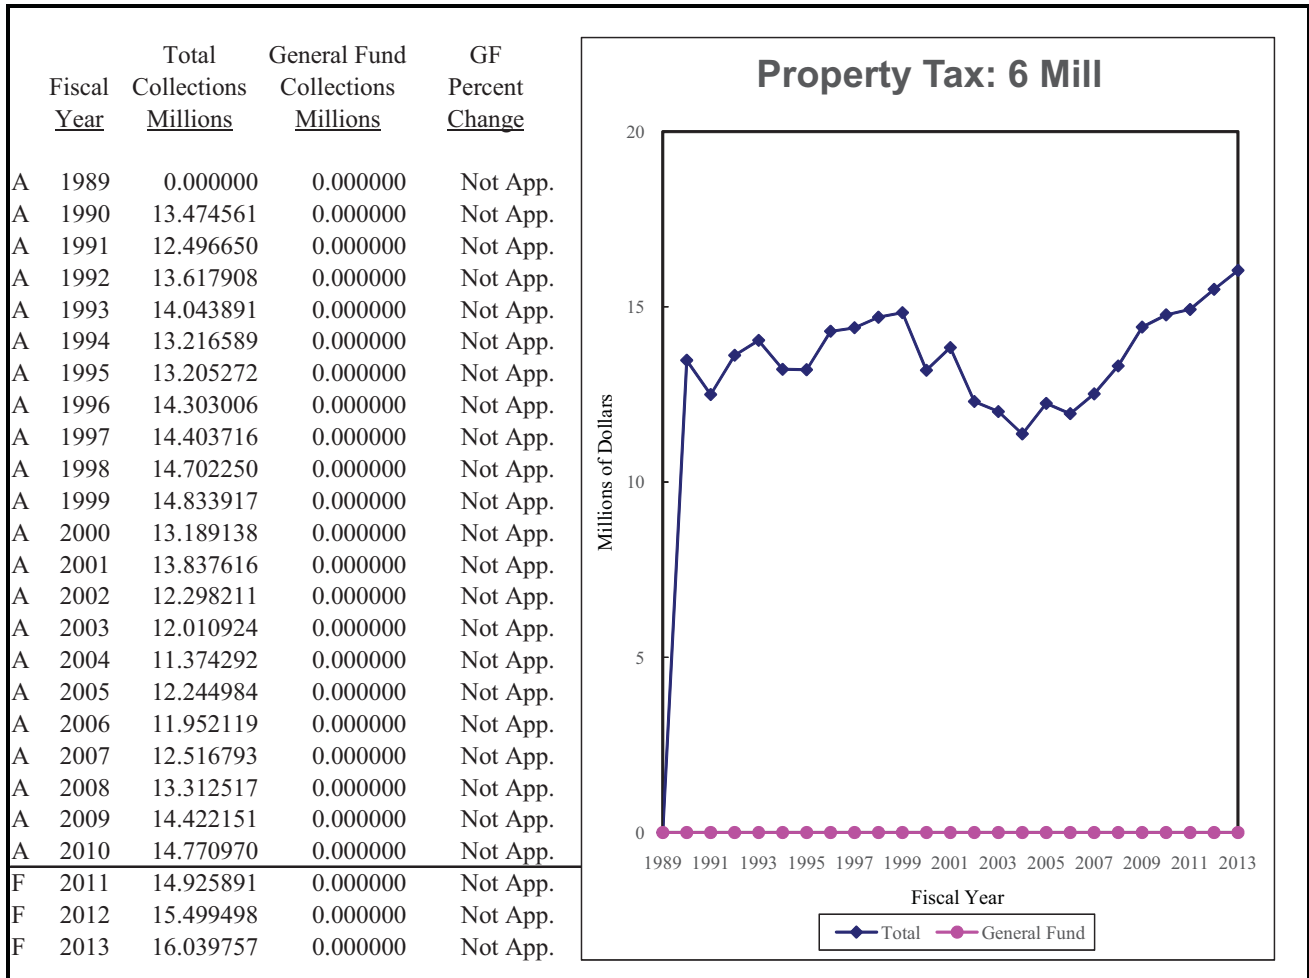 Total General Fund GF
Fiscal Collections Collections Percent
Year Millions Millions Change
A 1989 0.000000 0.000000 Not App.
A 1990 13.474561 0.000000 Not App.
A 1991 12.496650 0.000000 Not App.
A 1992 13.617908 0.000000 Not App.
A 1993 14.043891 0.000000 Not App.
A 1994 13.216589 0.000000 Not App.
A 1995 13.205272 0.000000 Not App.
A 1996 14.303006 0.000000 Not App.
A 1997 14.403716 0.000000 Not App.
A 1998 14.702250 0.000000 Not App.
A 1999 14.833917 0.000000 Not App.
A 2000 13.189138 0.000000 Not App.
A 2001 13.837616 0.000000 Not App.
A 2002 12.298211 0.000000 Not App.
A 2003 12.010924 0.000000 Not App.
A 2004 11.374292 0.000000 Not App.
A 2005 12.244984 0.000000 Not App.
A 2006 11.952119 0.000000 Not App.
A 2007 12.516793 0.000000 Not App.
A 2008 13.312517 0.000000 Not App.
A 2009 14.422151 0.000000 Not App.
A 2010 14.770970 0.000000 Not App.
F 2011 14.925891 0.000000 Not App.
F 2012 15.499498 0.000000 Not App.
F 2013 16.039757 0.000000 Not App.
Property Tax: 6 Mill
20
15
10
5
0
Millions of Dollars
1989 1991 1993 1995 1997 1999 2001 2003 2005 2007 2009 2011 2013
Fiscal Year
Total General Fund